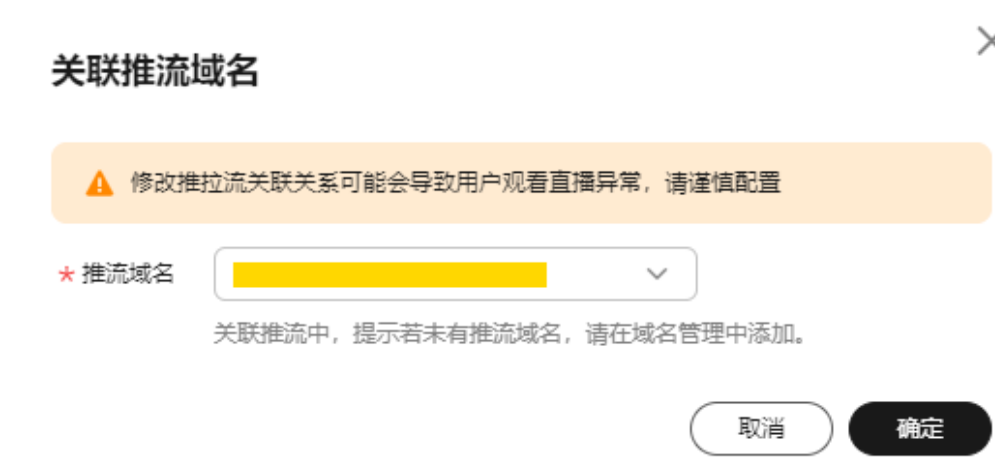 关联推流域名
修改推拉流关联关系可能会导致用户观看直播异常，请谨慎配置
* 推流域名
关联推流中，提示若未有推流域名，请在域名管理中添加。
取消
确定